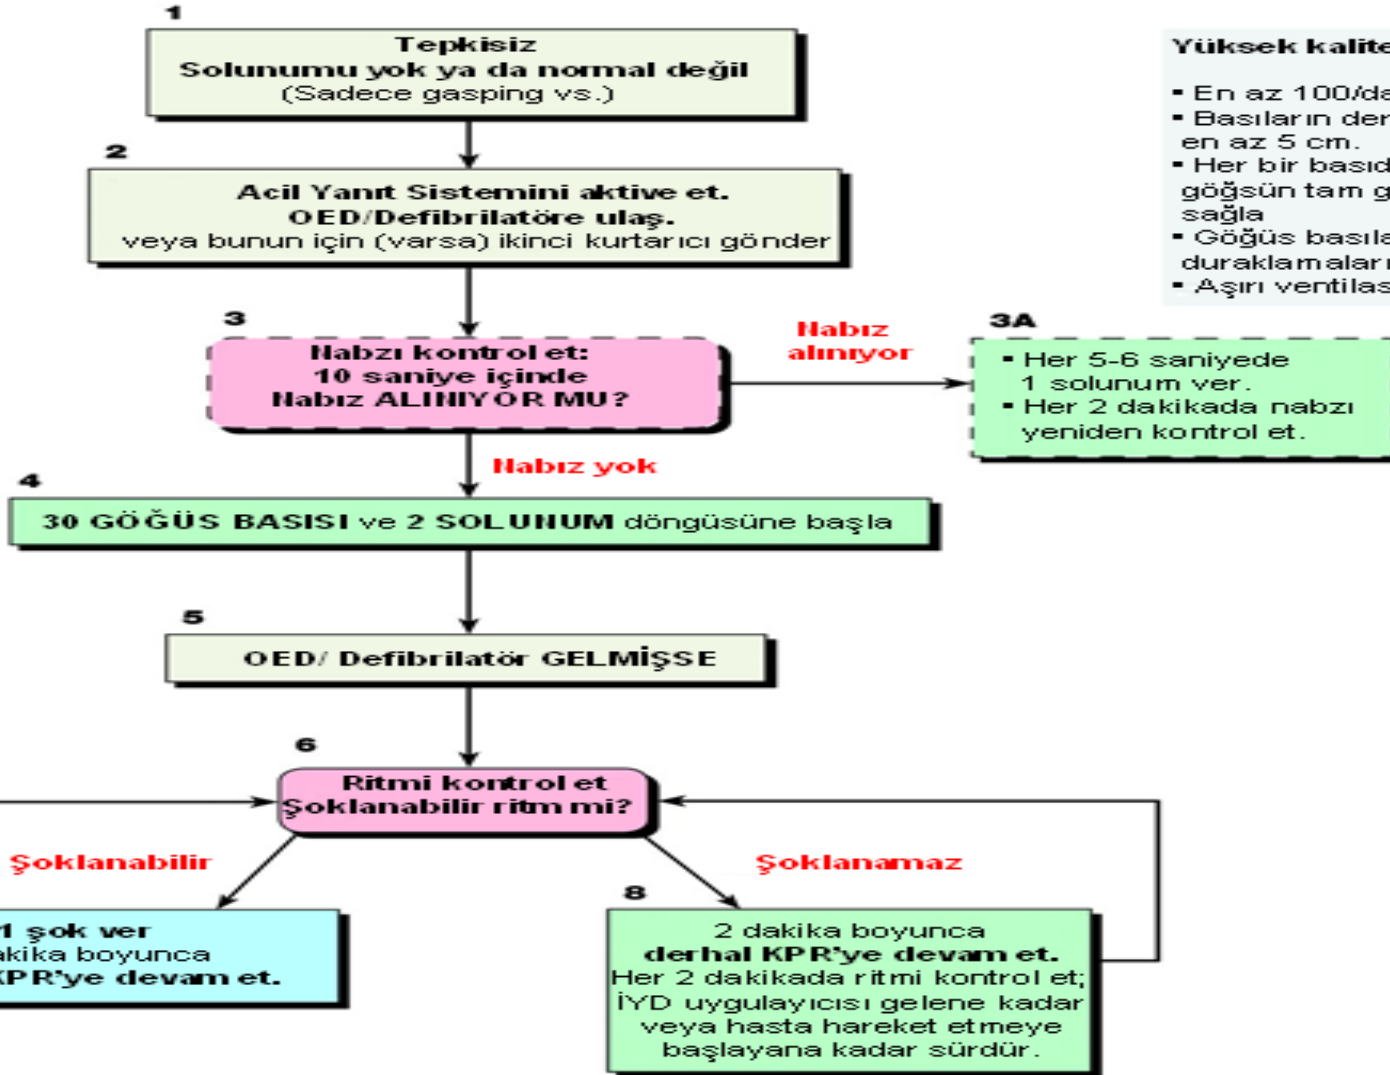 1
Tepkisiz
Solunumu yok ya da normal değil
(Sadece gasping vs.)
2
Acil Yanıt Sistemini aktive et.
OED/Defibrilatöre ulaş.
veya bunun için (varsa) ikinci kurtarıcı gönder
Yüksek kalite
▪ En az 100/da
▪ Basıların der
en az 5 cm.
▪ Her bir basıd
göğsün tam g
sağla
▪ Göğüs basıla
duraklamaları
▪ Aşırı ventilas
3
Nabzı kontrol et:
10 saniye içinde
Nabız ALINIYOR MU?
Nabız
alınıyor
3A
▪ Her 5-6 saniyede
1 solunum ver.
▪ Her 2 dakikada nabzı
yeniden kontrol et.
Nabız yok
4
30 GÖĞÜS BASISI ve 2 SOLUNUM döngüsüne başla
5
OED/ Defibrilatör GELMİŞSE
6
Ritmi kontrol et
Şoklanabilir ritm mi?
Şoklanabilir
Şoklanamaz
1 şok ver
akika boyunca
KPR'ye devam et.
8
2 dakika boyunca
derhal KPR'ye devam et.
Her 2 dakikada ritmi kontrol et;
İYD uygulayıcısı gelene kadar
veya hasta hareket etmeye
başlayana kadar sürdür.